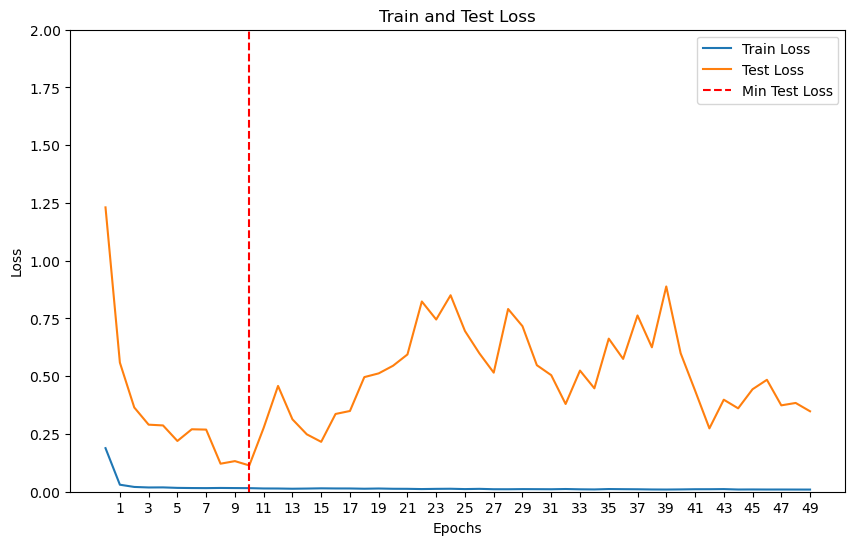 Train and Test Loss
2.00
1.75
1.50
1.25
1.00
0.75
0.50
0.25
0.00
Loss
Train Loss
Test Loss
Min Test Loss
1 3 5 7 9 11 13 15 17 19 21 23 25 27 29 31 33 35 37 39 41 43 45 47 49
Epochs